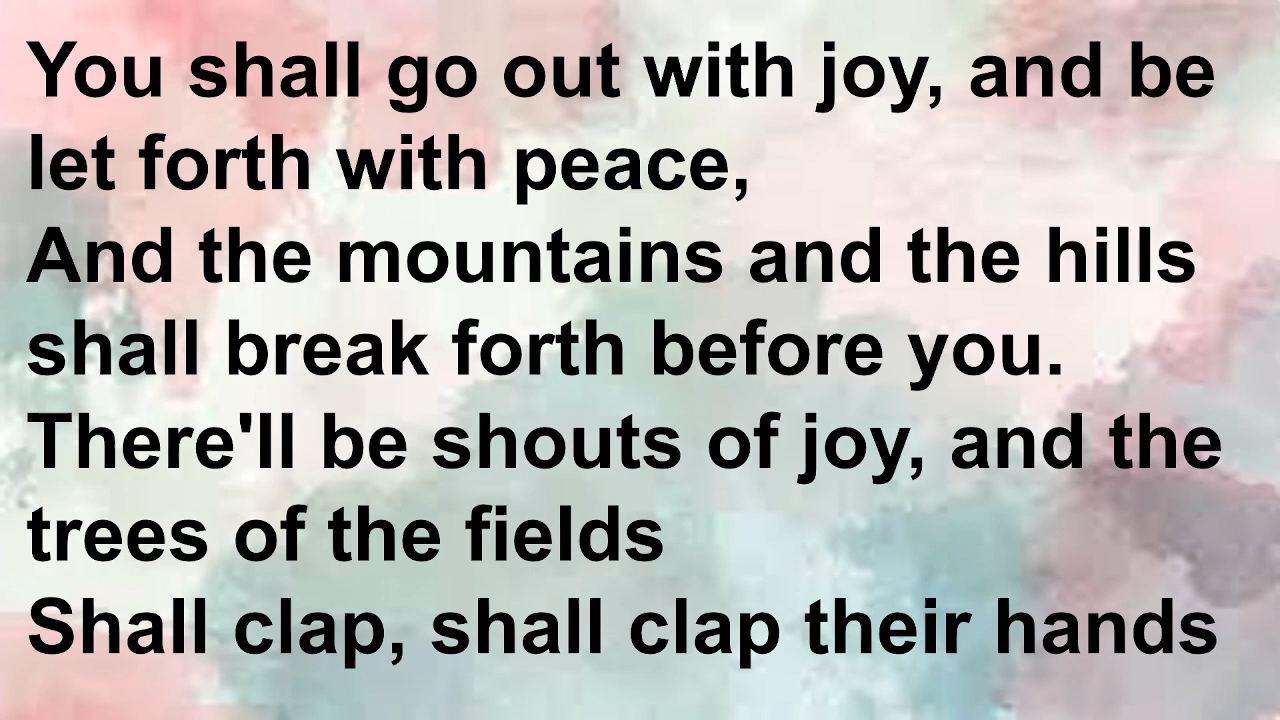 You shall go out with joy, and be
let forth with peace,
And the mountains and the hills
shall break forth before you.
There'll be shouts of joy, and the
trees of the fields
Shall clap, shall clap their hands